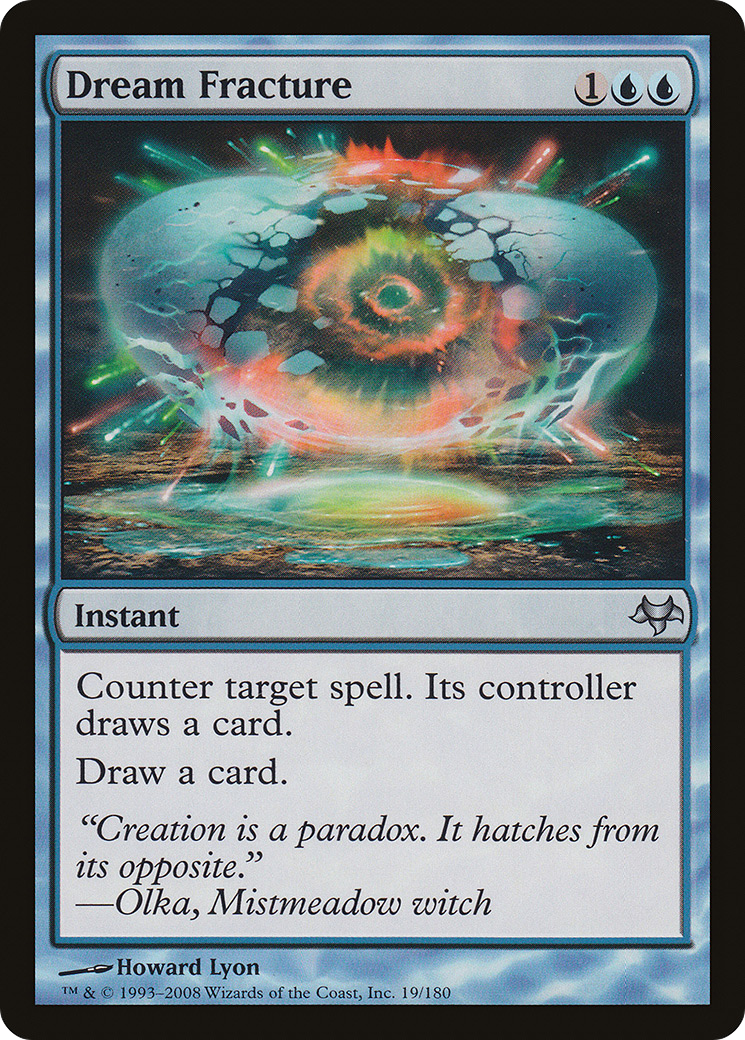 Dream Fracture
1
Instant
Counter target spell. Its controller
draws a card.
Draw a card.
“Creation is a paradox. It hatches from
its opposite.”
—Olka, Mistmeadow witch
Howard Lyon
™ & © 1993–2008 Wizards of the Coast, Inc. 19/180